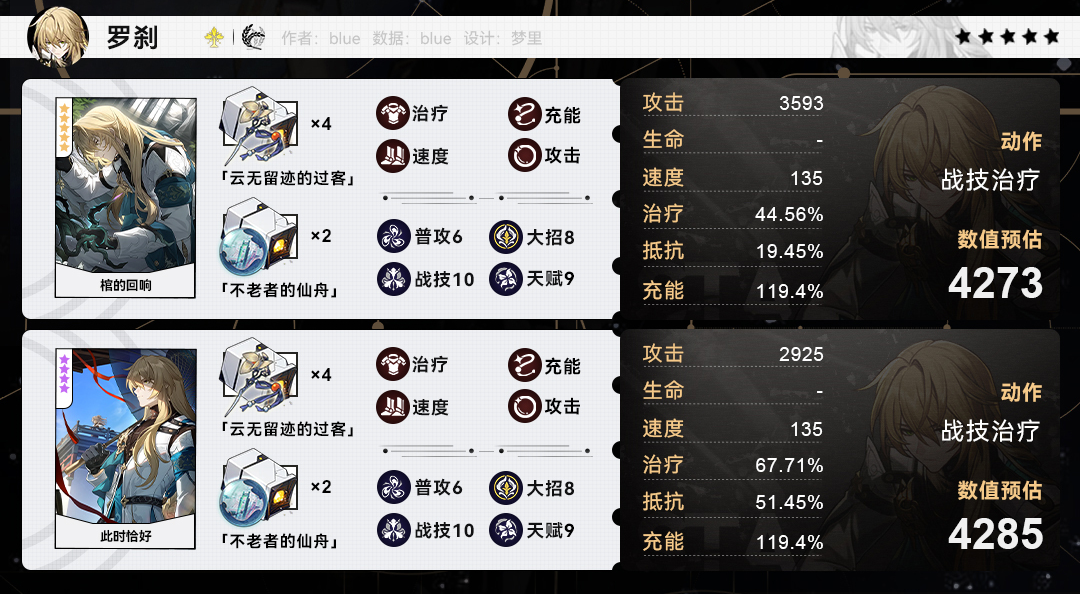 罗刹
作者：blue 数据：blue 设计：梦里
棺的回响
×4
「云无留迹的过客」
×2
「不老者的仙舟」
治疗 充能
速度 攻击
普攻6 大招8
战技10 天赋9
攻击 3593
生命 -
速度 135
治疗 44.56%
抵抗 19.45%
充能 119.4%
动作
战技治疗
数值预估
4273
此时恰好
×4
「云无留迹的过客」
×2
「不老者的仙舟」
治疗 充能
速度 攻击
普攻6 大招8
战技10 天赋9
攻击 2925
生命 -
速度 135
治疗 67.71%
抵抗 51.45%
充能 119.4%
动作
战技治疗
数值预估
4285